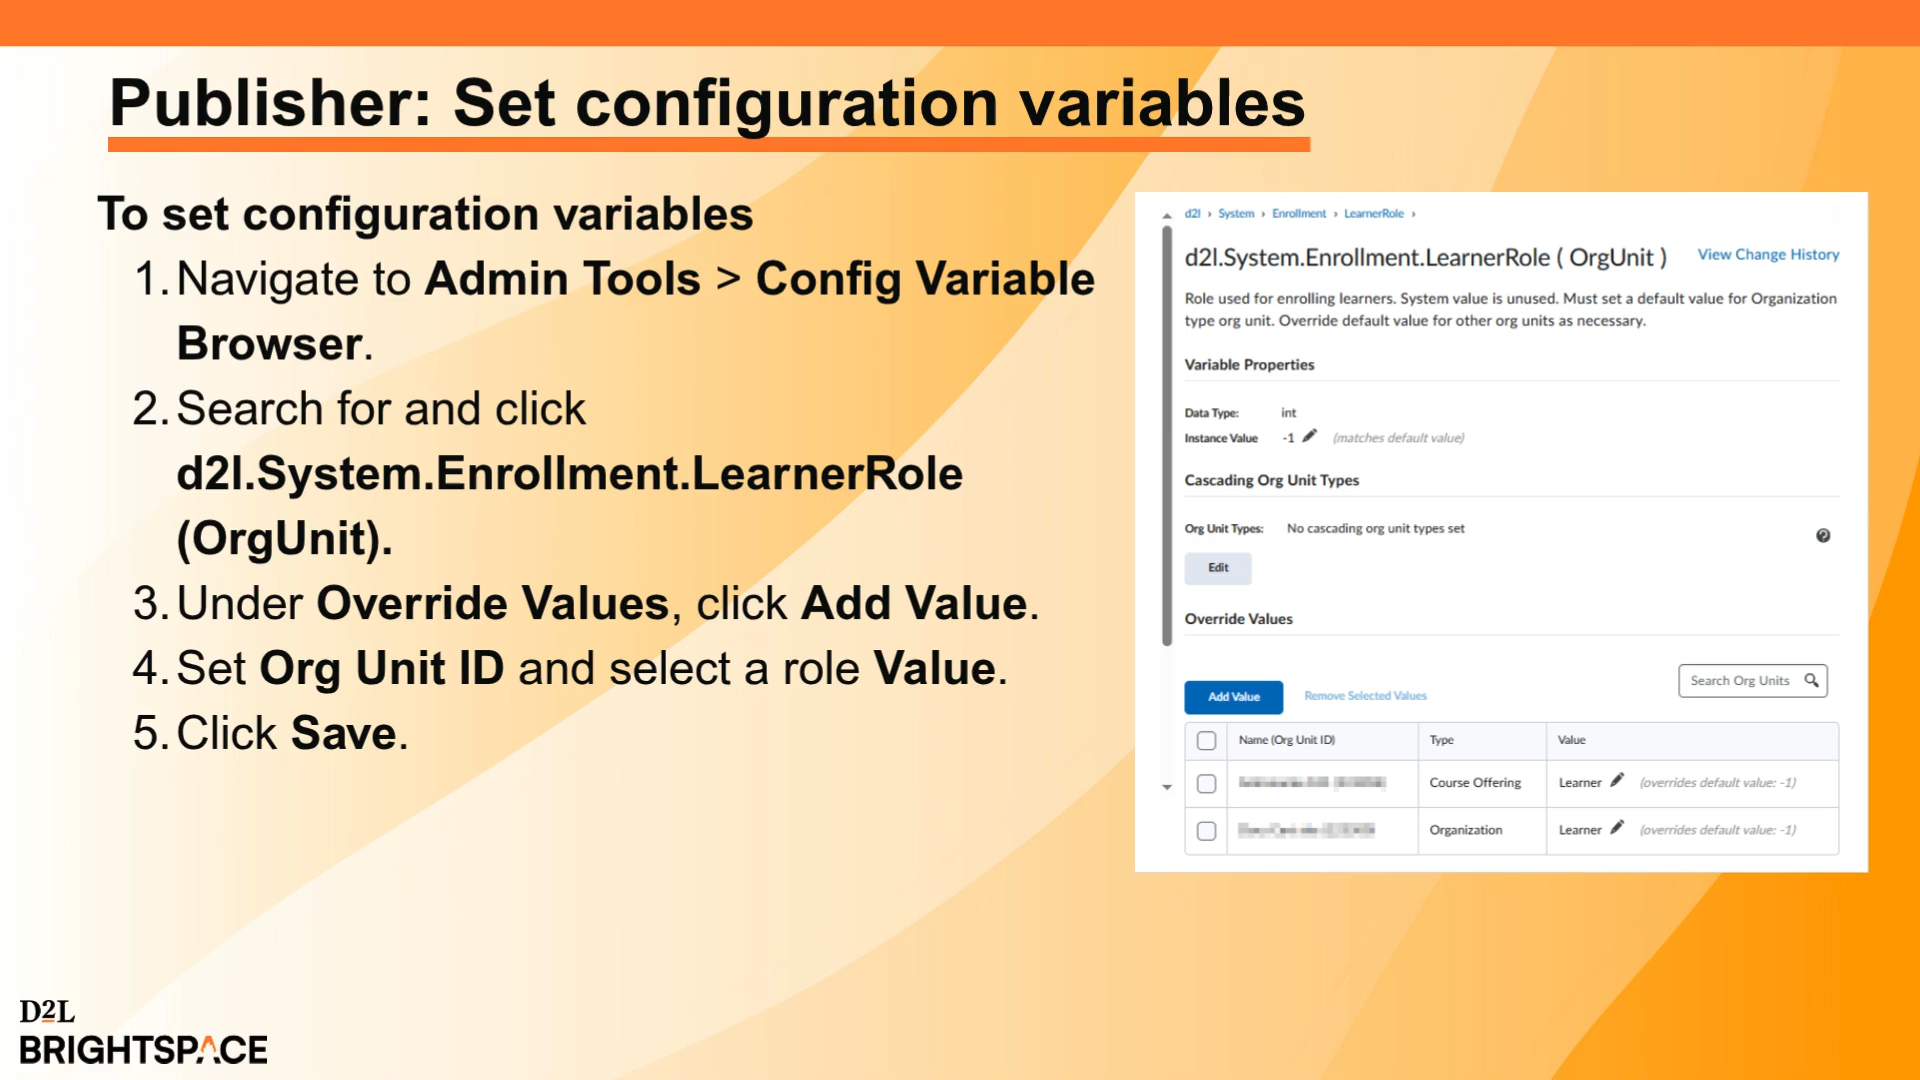 Publisher: Set configuration variables
To set configuration variables
1. Navigate to Admin Tools > Config Variable
Browser.
2. Search for and click
d2l.System.Enrollment.LearnerRole
(OrgUnit).
3. Under Override Values, click Add Value.
4. Set Org Unit ID and select a role Value.
5. Click Save.
d2l › System › Enrollment › LearnerRole ›
d2l.System.Enrollment.LearnerRole ( OrgUnit ) View Change History
Role used for enrolling learners. System value is unused. Must set a default value for Organization
type org unit. Override default value for other org units as necessary.
Variable Properties
Data Type: int
Instance Value -1 (matches default value)
Cascading Org Unit Types
Org Unit Types: No cascading org unit types set
Edit
Override Values
Search Org Units
Add Value Remove Selected Values
Name (Org Unit ID) Type Value
Course Offering Learner (overrides default value: -1)
Organization Learner (overrides default value: -1)
D2L
BRIGHTSPACE